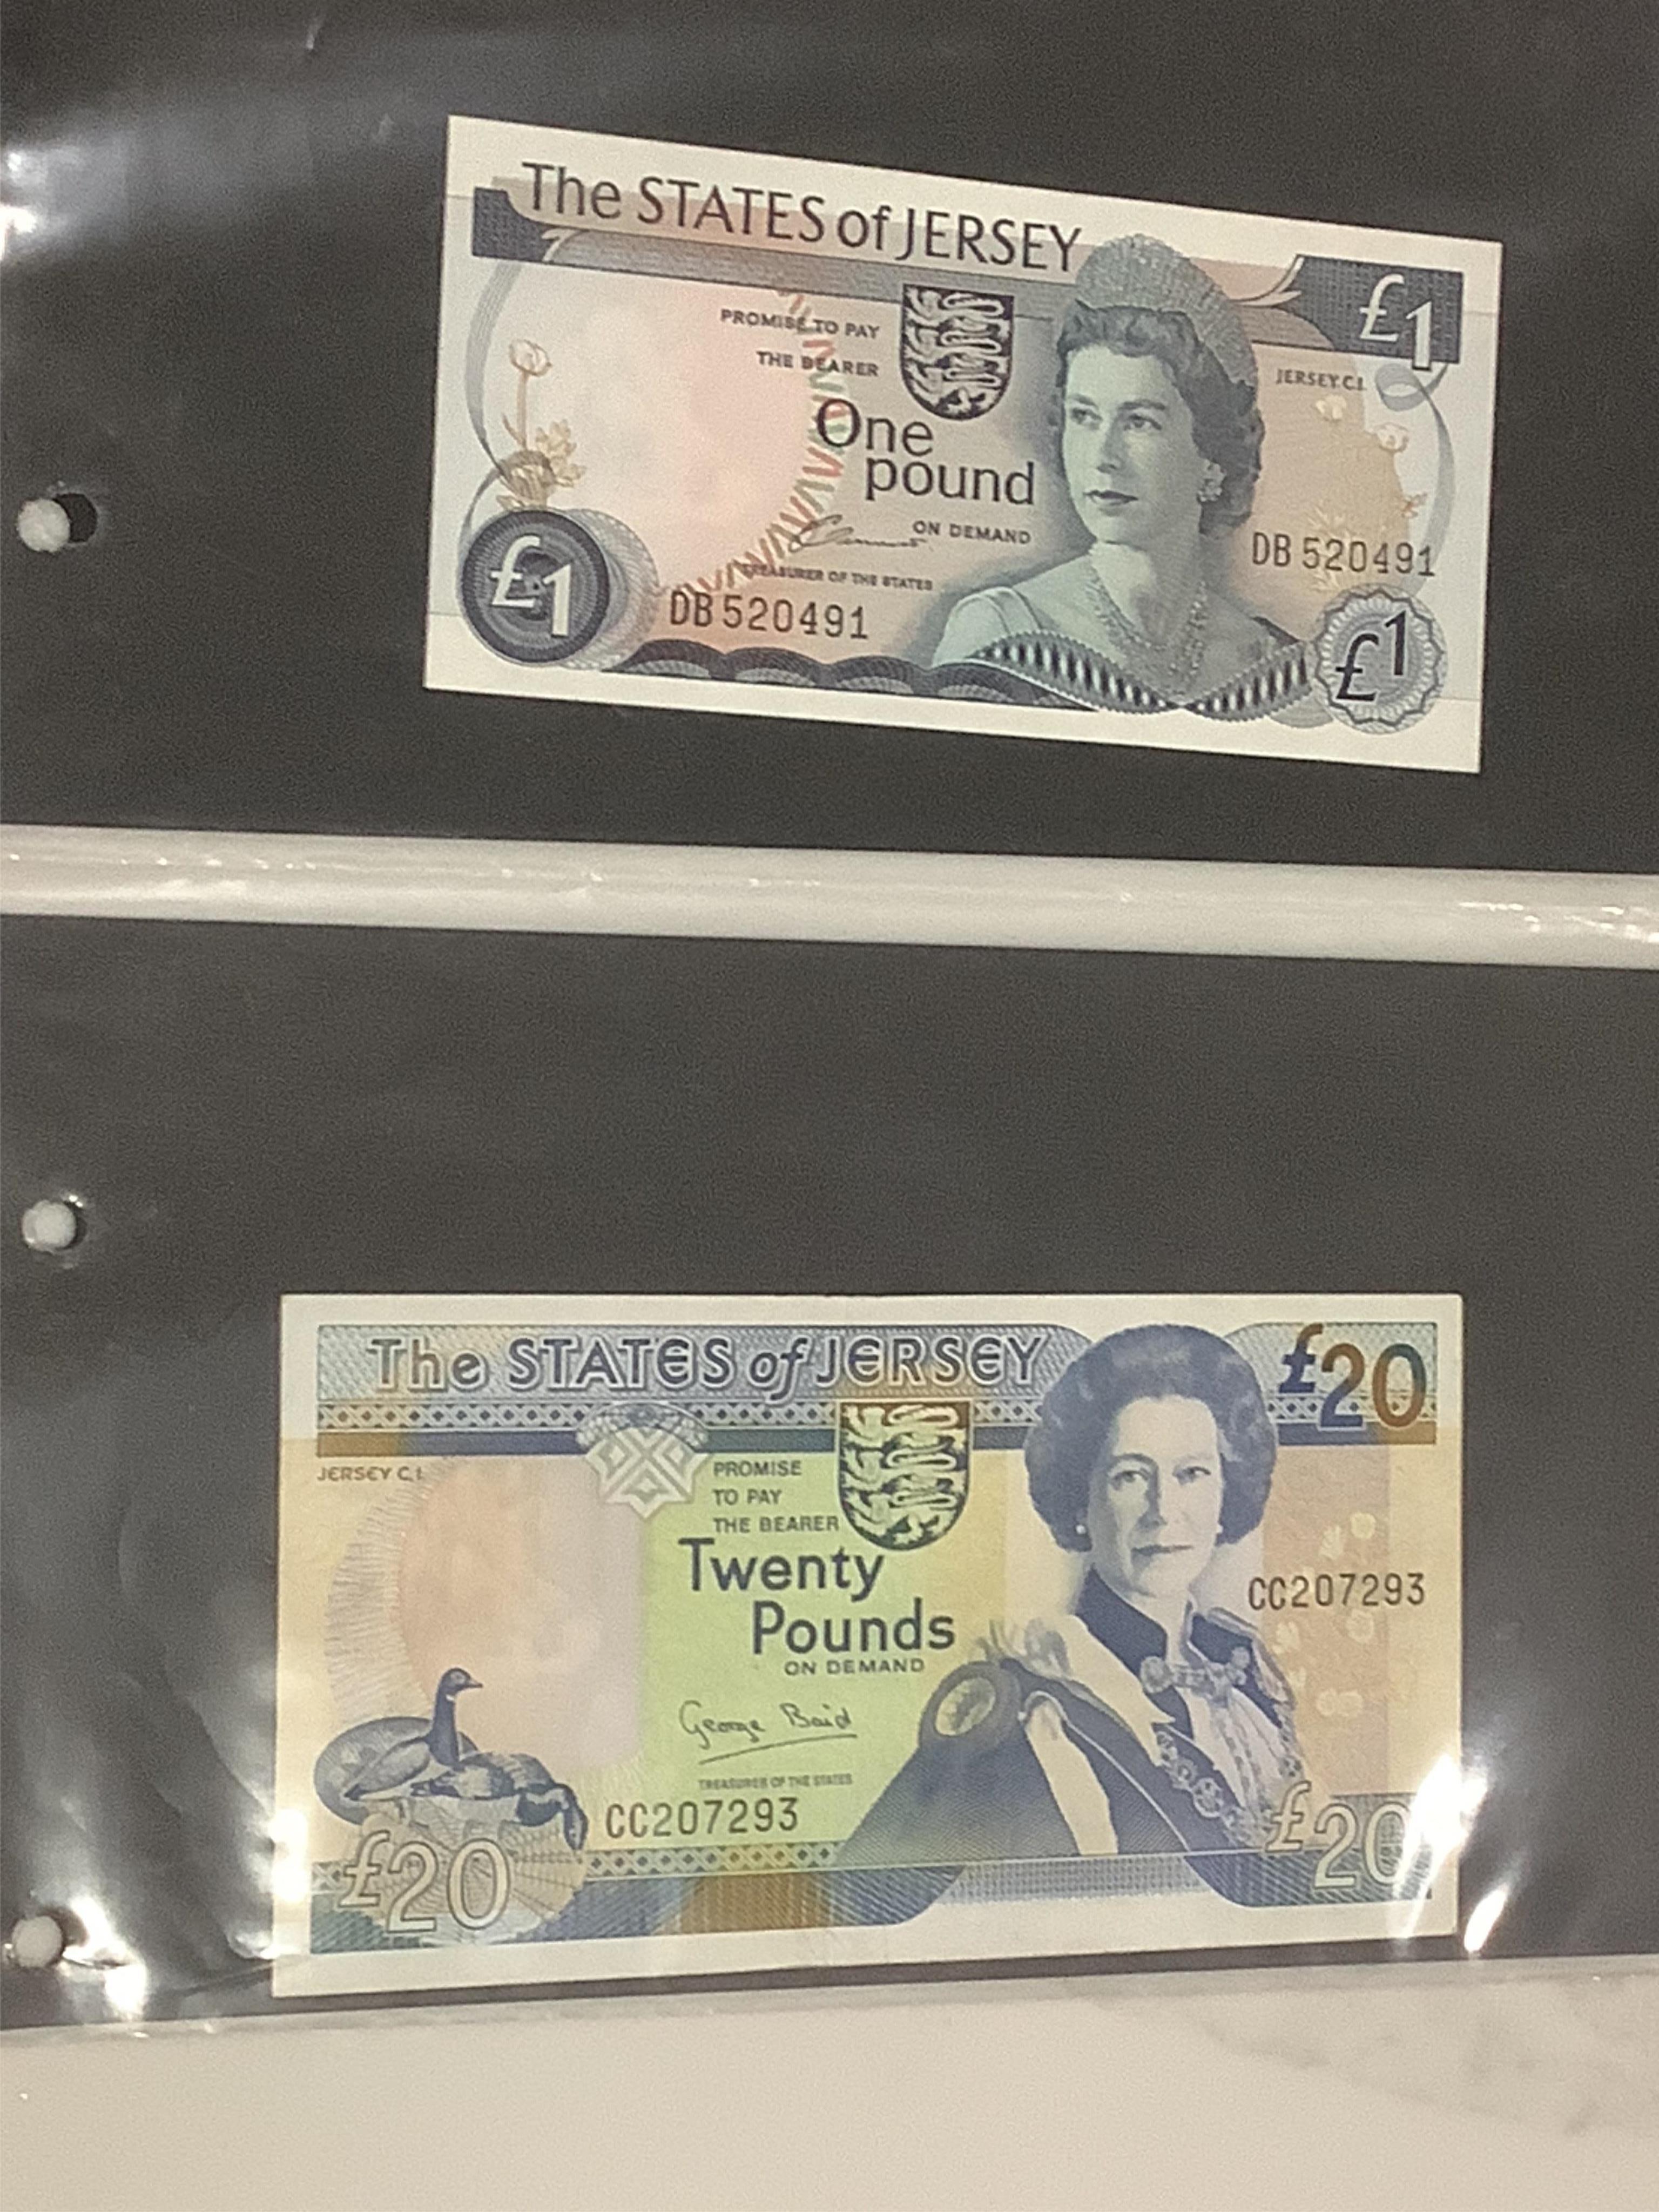 The STATES of JERSEY
£1
PROMISE TO PAY
THE BEARER
JERSEY C.I.
One
pound
ON DEMAND
TREASURER OF THE STATES
DB 520491
£1
DB 520491
£1
The STATES of JERSEY
£20
JERSEY C.I.
PROMISE
TO PAY
THE BEARER
Twenty
Pounds
ON DEMAND
CC207293
George Baird
TREASURER OF THE STATES
CC207293
£20
£20